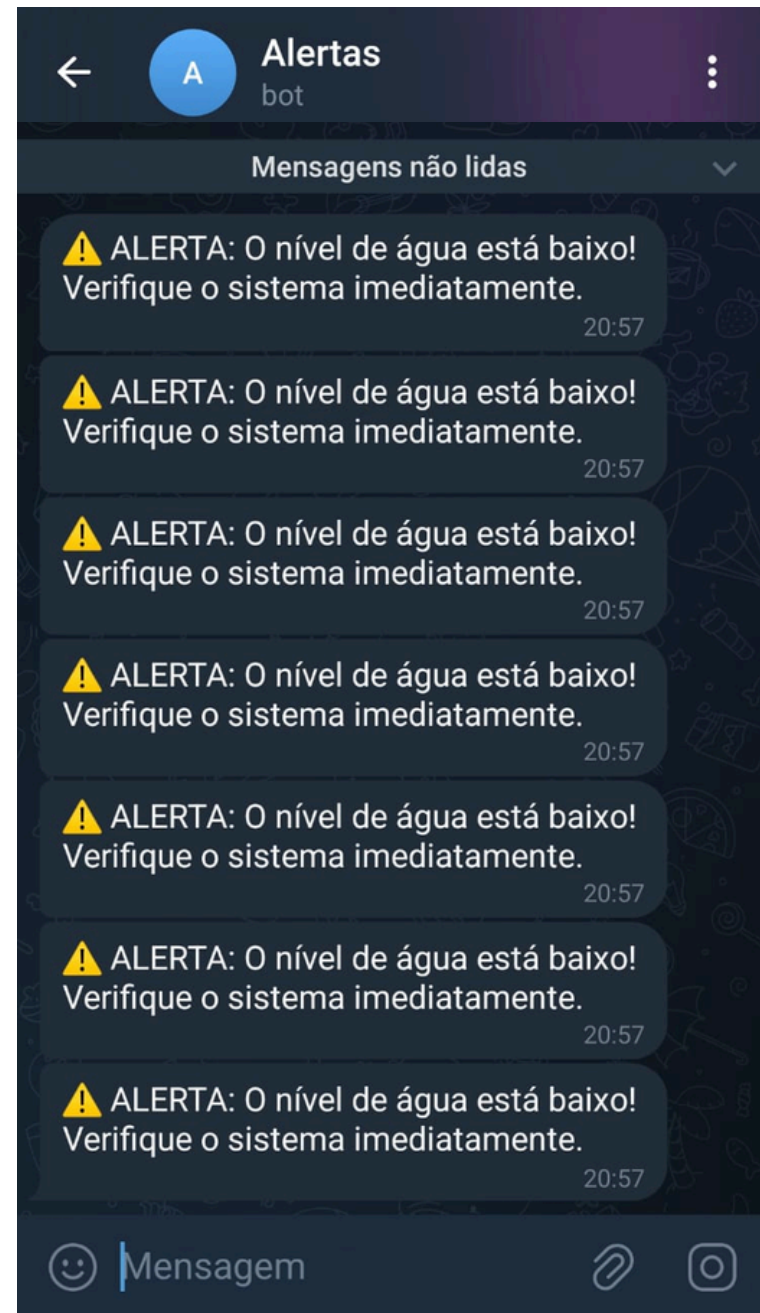 A
Alertas
bot
Mensagens não lidas
⚠️ ALERTA: O nível de água está baixo!
Verifique o sistema imediatamente.
20:57
⚠️ ALERTA: O nível de água está baixo!
Verifique o sistema imediatamente.
20:57
⚠️ ALERTA: O nível de água está baixo!
Verifique o sistema imediatamente.
20:57
⚠️ ALERTA: O nível de água está baixo!
Verifique o sistema imediatamente.
20:57
⚠️ ALERTA: O nível de água está baixo!
Verifique o sistema imediatamente.
20:57
⚠️ ALERTA: O nível de água está baixo!
Verifique o sistema imediatamente.
20:57
⚠️ ALERTA: O nível de água está baixo!
Verifique o sistema imediatamente.
20:57
Mensagem